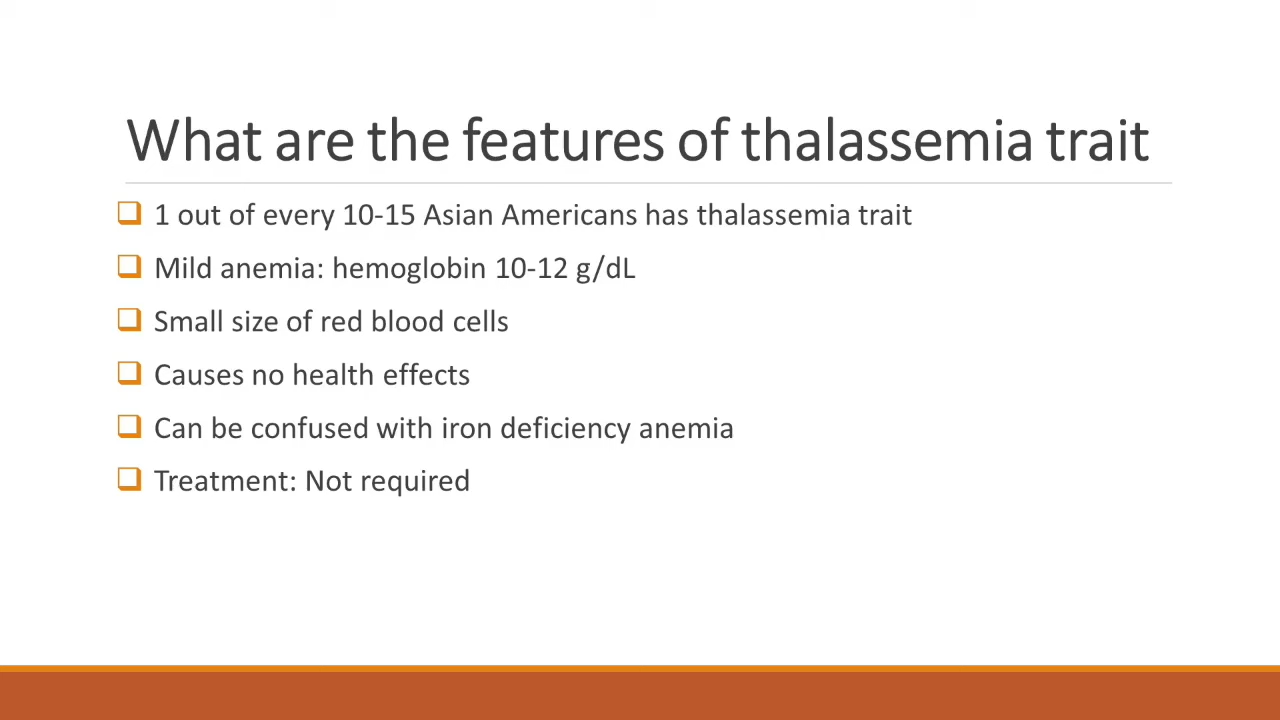 What are the features of thalassemia trait
1 out of every 10-15 Asian Americans has thalassemia trait
Mild anemia: hemoglobin 10-12 g/dL
Small size of red blood cells
Causes no health effects
Can be confused with iron deficiency anemia
Treatment: Not required